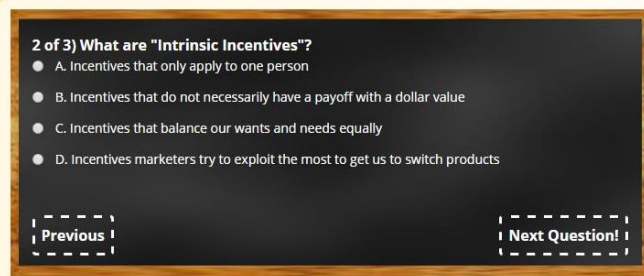 2 of 3) What are "Intrinsic Incentives"?
A. Incentives that only apply to one person
B. Incentives that do not necessarily have a payoff with a dollar value
C. Incentives that balance our wants and needs equally
D. Incentives marketers try to exploit the most to get us to switch products
Previous
Next Question!